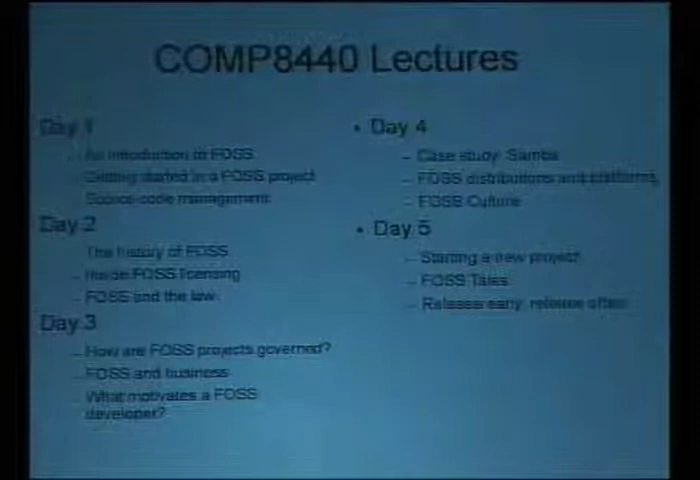 COMP8440 Lectures
Day 1
– An introduction to FOSS
– Getting started in a FOSS project
– Source code management
Day 2
– The history of FOSS
– Inside FOSS licensing
– FOSS and the law
Day 3
– How are FOSS projects governed?
– FOSS and business
– What motivates a FOSS
developer?
• Day 4
– Case study: Samba
– FOSS distributions and platforms
– FOSS Culture
• Day 5
– Starting a new project
– FOSS Tales
– Release early, release often